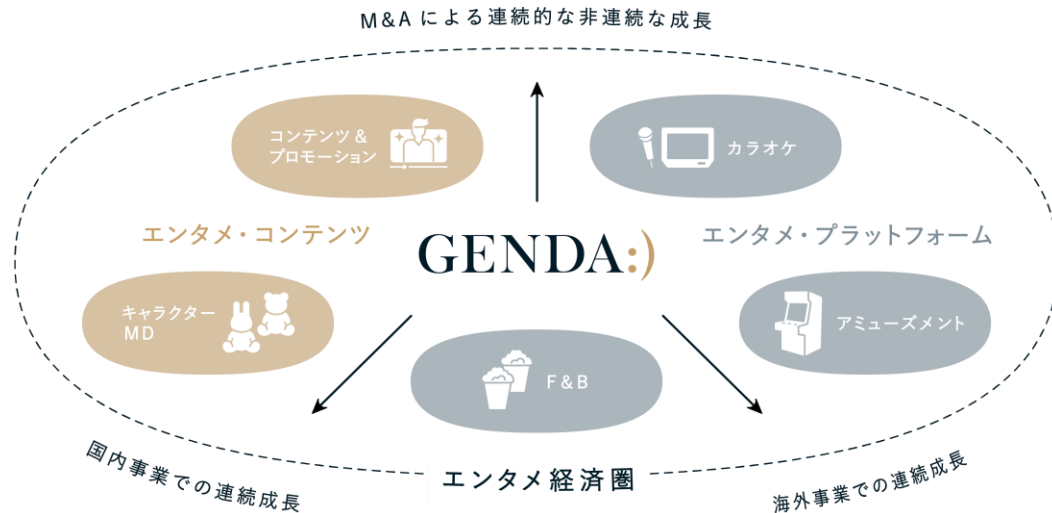 M&Aによる連続的な非連続な成長
コンテンツ&
プロモーション
カラオケ
エンタメ・コンテンツ
GENDA:)
エンタメ・プラットフォーム
キャラクター
MD
アミューズメント
F&B
国内事業での連続成長
エンタメ経済圏
海外事業での連続成長